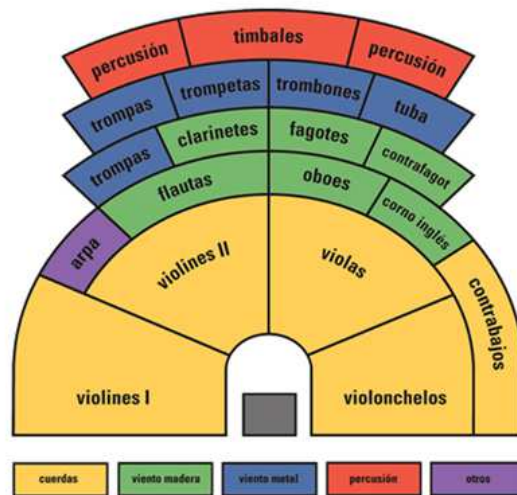 percusión timbales percusión
trompas trompetas trombones tuba
trompas clarinetes fagotes contrafagot
flautas oboes corno inglés
arpa violines II violas contrabajos
violines I violonchelos
cuerdas viento madera viento metal percusión otros